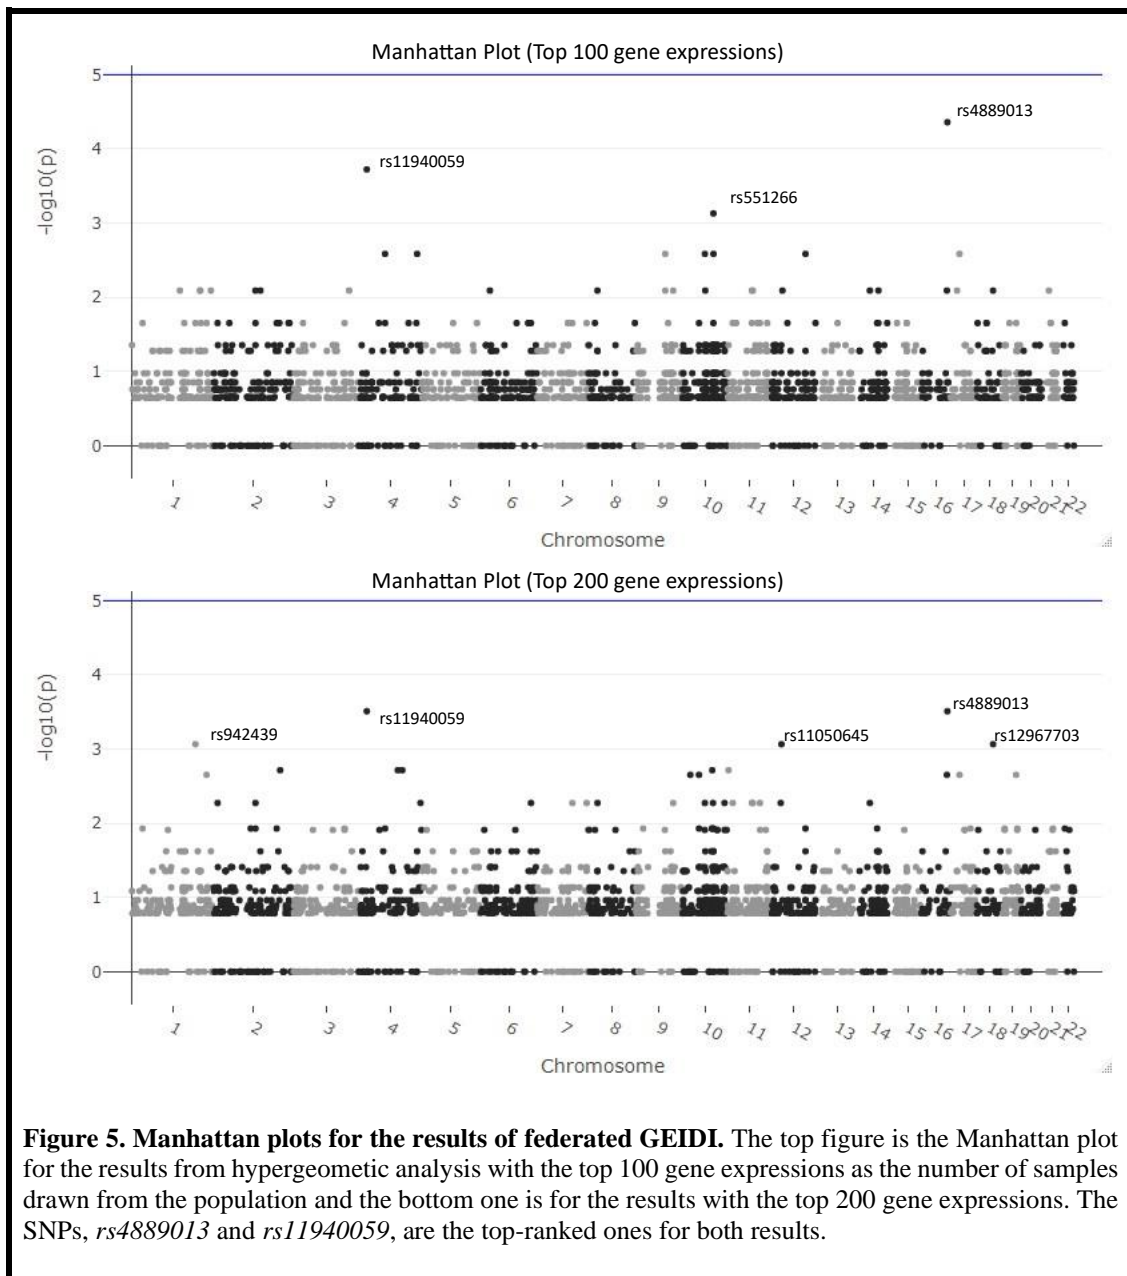 Manhattan Plot (Top 100 gene expressions)
5
4
3
2
1
0
-log10(p)
rs4889013
rs11940059
rs551266
1 2 3 4 5 6 7 8 9 10 11 12 13 14 15 16 17 18 19 20 21 22
Chromosome
Manhattan Plot (Top 200 gene expressions)
5
4
3
2
1
0
-log10(p)
rs4889013
rs11940059
rs942439
rs11050645
rs12967703
1 2 3 4 5 6 7 8 9 10 11 12 13 14 15 16 17 18 19 20 21 22
Chromosome
Figure 5. Manhattan plots for the results of federated GEIDI. The top figure is the Manhattan plot
for the results from hypergeometic analysis with the top 100 gene expressions as the number of samples
drawn from the population and the bottom one is for the results with the top 200 gene expressions. The
SNPs, rs4889013 and rs11940059, are the top-ranked ones for both results.